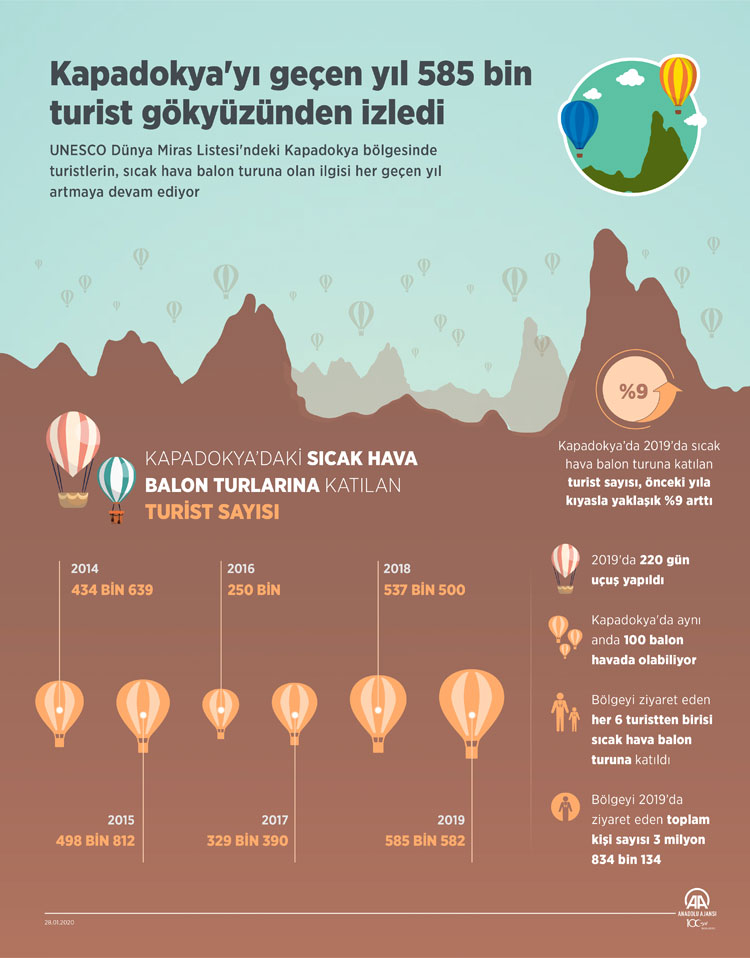 Kapadokya'yı geçen yıl 585 bin
turist gökyüzünden izledi
UNESCO Dünya Miras Listesi'ndeki Kapadokya bölgesinde
turistlerin, sıcak hava balon turuna olan ilgisi her geçen yıl
artmaya devam ediyor
%9
Kapadokya'da 2019'da sıcak
hava balon turuna katılan
turist sayısı, önceki yıla
kıyasla yaklaşık %9 arttı
KAPADOKYA'DAKİ SICAK HAVA
BALON TURLARINA KATILAN
TURİST SAYISI
2014
434 BİN 639
2016
250 BİN
2018
537 BİN 500
2015
498 BİN 812
2017
329 BİN 390
2019
585 BİN 582
2019'da 220 gün
uçuş yapıldı
Kapadokya'da aynı
anda 100 balon
havada olabiliyor
Bölgeyi ziyaret eden
her 6 turistten birisi
sıcak hava balon
turuna katıldı
Bölgeyi 2019'da
ziyaret eden toplam
kişi sayısı 3 milyon
834 bin 134
28.01.2020
AA
ANADOLU AJANSI
100